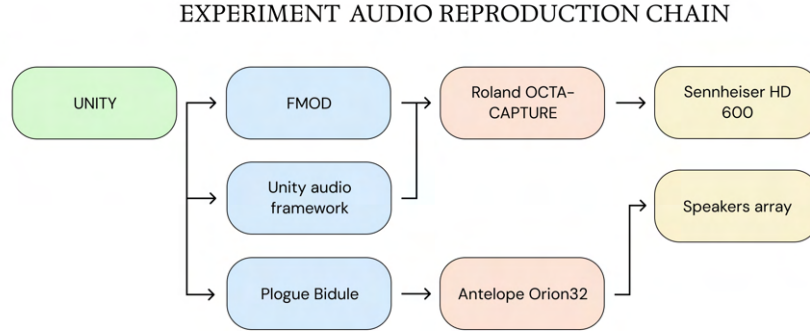 EXPERIMENT AUDIO REPRODUCTION CHAIN
UNITY
FMOD
Roland OCTA-
CAPTURE
Sennheiser HD
600
Unity audio
framework
Speakers array
Plogue Bidule
Antelope Orion32